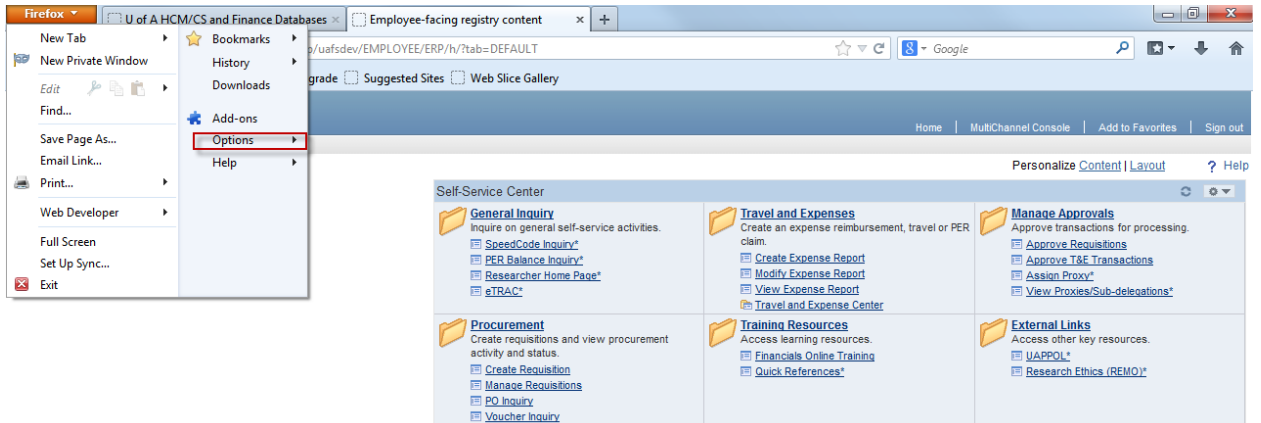 Firefox
U of A HCM/CS and Finance Databases
Employee-facing registry content
New Tab
New Private Window
Edit
Find...
Save Page As...
Email Link...
Print...
Web Developer
Full Screen
Set Up Sync...
Exit
Bookmarks
History
Downloads
Add-ons
Options
Help
o/uafsdev/EMPLOYEE/ERP/h/?tab=DEFAULT
Google
grade Suggested Sites Web Slice Gallery
Home | MultiChannel Console | Add to Favorites | Sign out
Personalize Content | Layout ? Help
Self-Service Center
General Inquiry
Inquire on general self-service activities.
SpeedCode Inquiry*
PER Balance Inquiry*
Researcher Home Page*
eTRAC*
Travel and Expenses
Create an expense reimbursement, travel or PER
claim.
Create Expense Report
Modify Expense Report
View Expense Report
Travel and Expense Center
Manage Approvals
Approve transactions for processing.
Approve Requisitions
Approve T&E Transactions
Assign Proxy*
View Proxies/Sub-delegations*
Procurement
Create requisitions and view procurement
activity and status.
Create Requisition
Manage Requisitions
PO Inquiry
Voucher Inquiry
Training Resources
Access learning resources.
Financials Online Training
Quick References*
External Links
Access other key resources.
UAPPOL*
Research Ethics (REMO)*